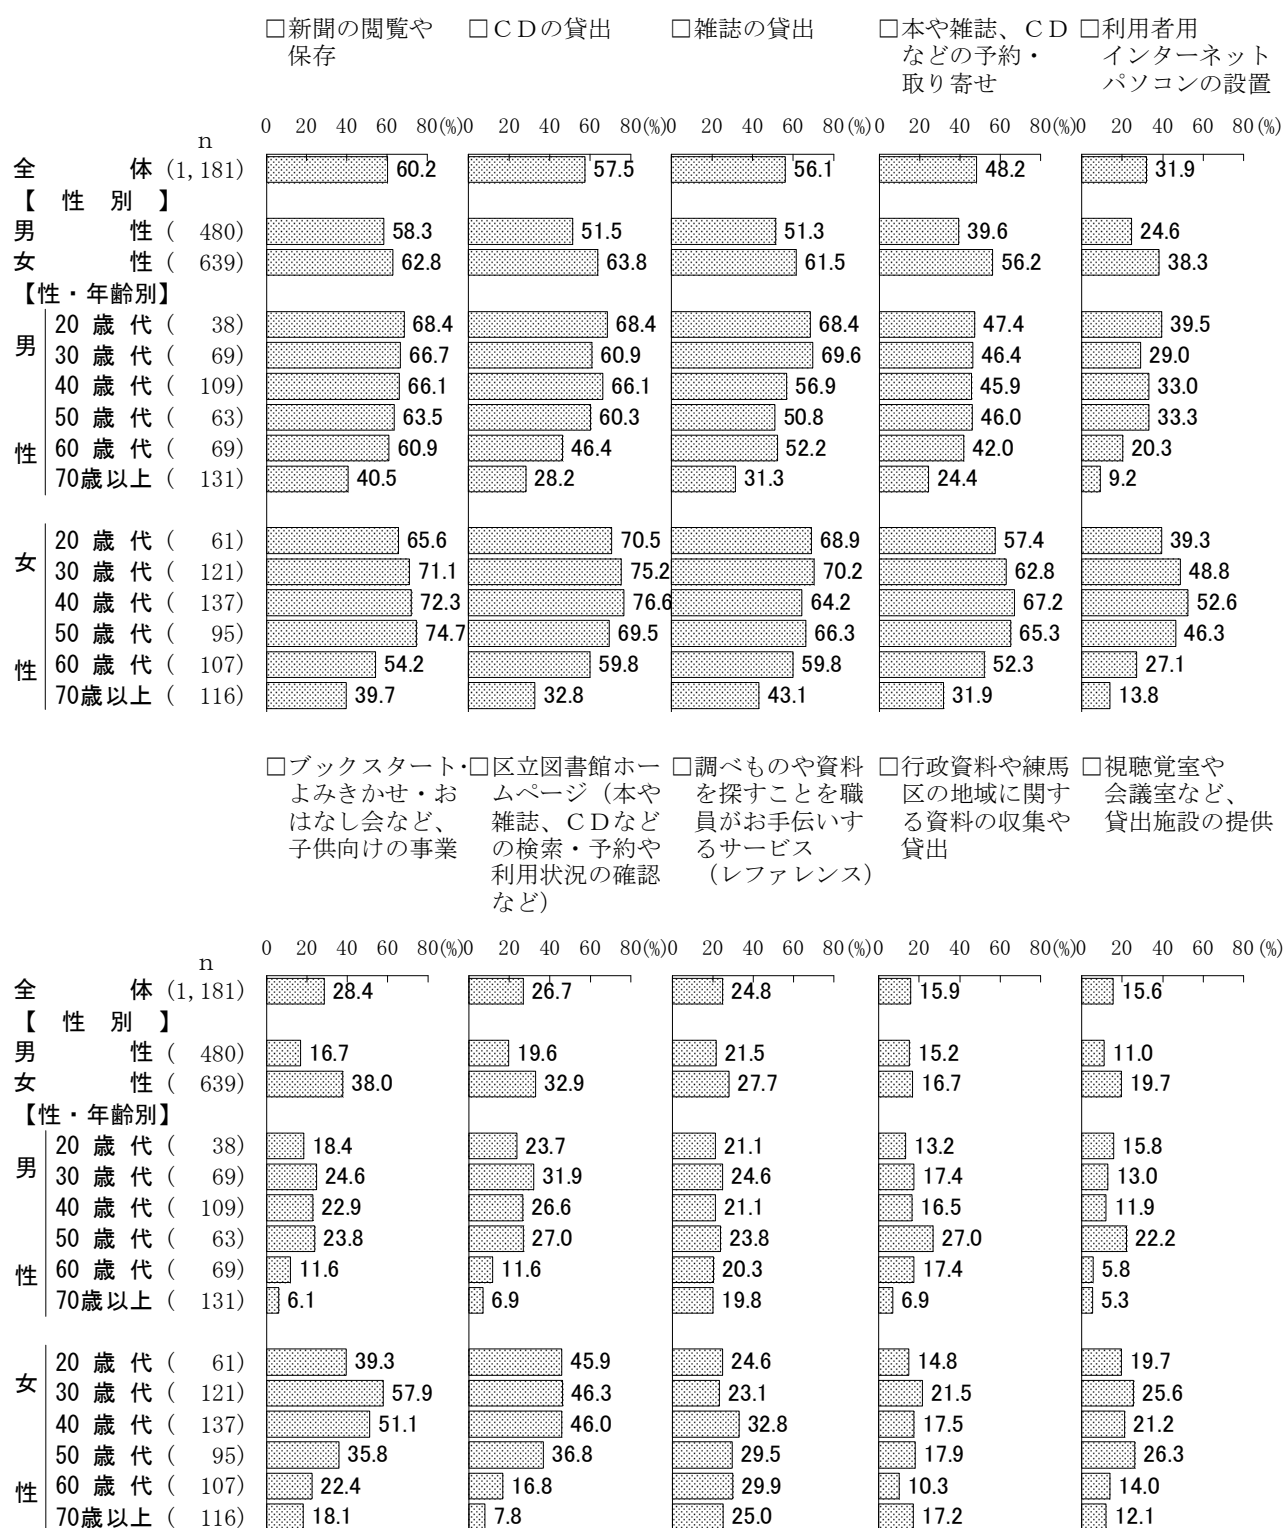 □新聞の閲覧や □ＣＤの貸出 □雑誌の貸出 □本や雑誌、ＣＤ □利用者用
保存 などの予約・ インターネット
取り寄せ パソコンの設置
0 20 40 60 80(%)0 20 40 60 80(%)0 20 40 60 80(%)0 20 40 60 80(%)0 20 40 60 80(%)
n
全 体 (1,181) 60.2 57.5 56.1 48.2 31.9
【 性 別 】
男 性 ( 480) 58.3 51.5 51.3 39.6 24.6
女 性 ( 639) 62.8 63.8 61.5 56.2 38.3
【性・年齢別】
20 歳 代 ( 38) 68.4 68.4 68.4 47.4 39.5
男 30 歳 代 ( 69) 66.7 60.9 69.6 46.4 29.0
40 歳 代 ( 109) 66.1 66.1 56.9 45.9 33.0
50 歳 代 ( 63) 63.5 60.3 50.8 46.0 33.3
性 60 歳 代 ( 69) 60.9 46.4 52.2 42.0 20.3
70歳以上 ( 131) 40.5 28.2 31.3 24.4 9.2
20 歳 代 ( 61) 65.6 70.5 68.9 57.4 39.3
女 30 歳 代 ( 121) 71.1 75.2 70.2 62.8 48.8
40 歳 代 ( 137) 72.3 76.6 64.2 67.2 52.6
50 歳 代 ( 95) 74.7 69.5 66.3 65.3 46.3
性 60 歳 代 ( 107) 54.2 59.8 59.8 52.3 27.1
70歳以上 ( 116) 39.7 32.8 43.1 31.9 13.8
□ブックスタート・□区立図書館ホー □調べものや資料 □行政資料や練馬 □視聴覚室や
よみきかせ・お ムページ（本や を探すことを職 区の地域に関す 会議室など、
はなし会など、 雑誌、ＣＤなど 員がお手伝いす る資料の収集や 貸出施設の提供
子供向けの事業 の検索・予約や るサービス 貸出
利用状況の確認 （レファレンス）
など）
0 20 40 60 80(%)0 20 40 60 80(%)0 20 40 60 80(%)0 20 40 60 80(%)0 20 40 60 80(%)
n
全 体 (1,181) 28.4 26.7 24.8 15.9 15.6
【 性 別 】
男 性 ( 480) 16.7 19.6 21.5 15.2 11.0
女 性 ( 639) 38.0 32.9 27.7 16.7 19.7
【性・年齢別】
20 歳 代 ( 38) 18.4 23.7 21.1 13.2 15.8
男 30 歳 代 ( 69) 24.6 31.9 24.6 17.4 13.0
40 歳 代 ( 109) 22.9 26.6 21.1 16.5 11.9
50 歳 代 ( 63) 23.8 27.0 23.8 27.0 22.2
性 60 歳 代 ( 69) 11.6 11.6 20.3 17.4 5.8
70歳以上 ( 131) 6.1 6.9 19.8 6.9 5.3
20 歳 代 ( 61) 39.3 45.9 24.6 14.8 19.7
女 30 歳 代 ( 121) 57.9 46.3 23.1 21.5 25.6
40 歳 代 ( 137) 51.1 46.0 32.8 17.5 21.2
50 歳 代 ( 95) 35.8 36.8 29.5 17.9 26.3
性 60 歳 代 ( 107) 22.4 16.8 29.9 10.3 14.0
70歳以上 ( 116) 18.1 7.8 25.0 17.2 12.1